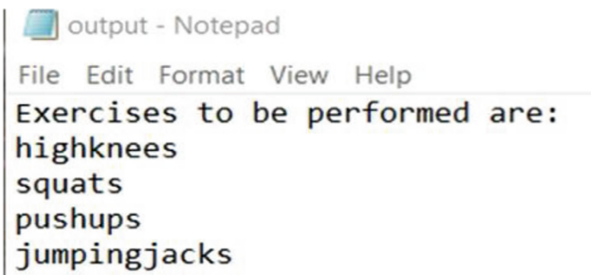 output - Notepad
File Edit Format View Help
Exercises to be performed are:
highknees
squats
pushups
jumpingjacks